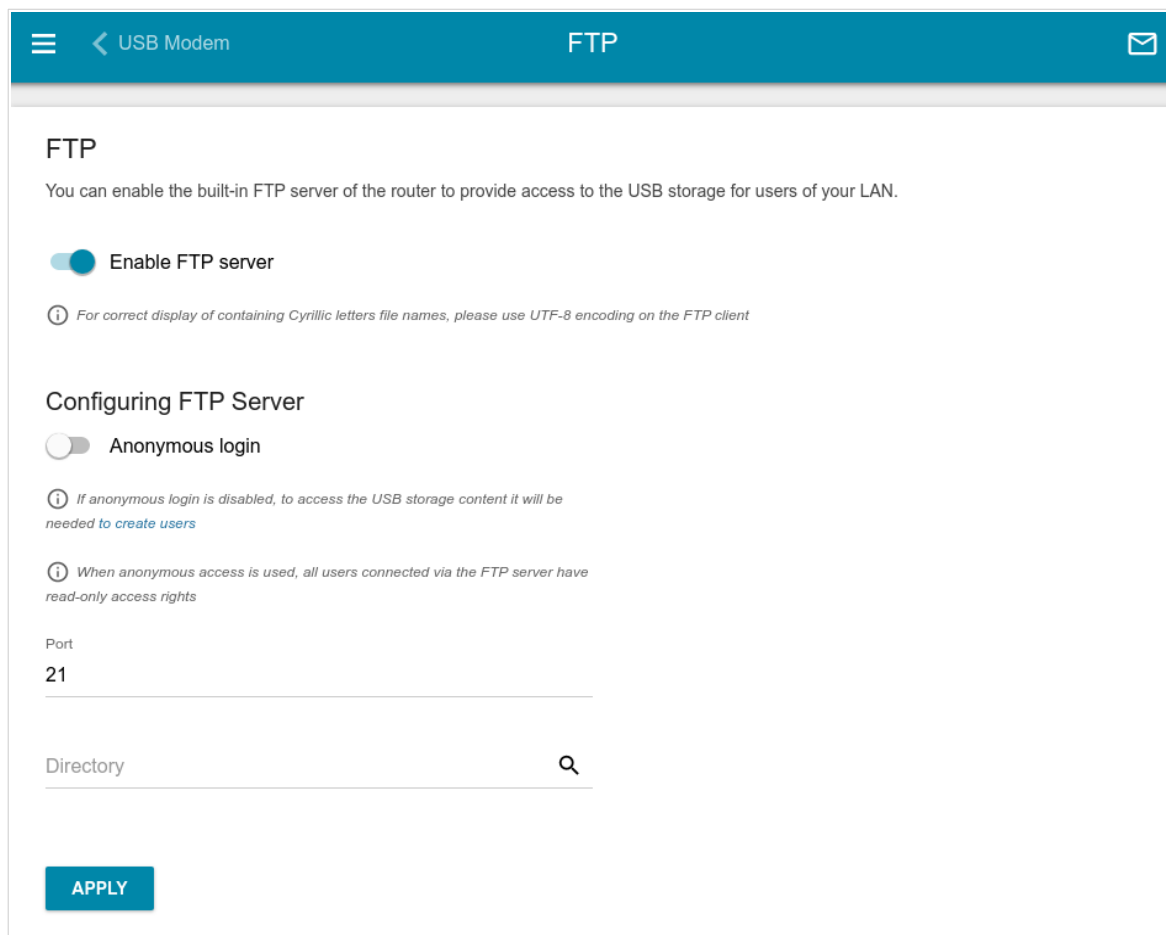 USB Modem
FTP
FTP
You can enable the built-in FTP server of the router to provide access to the USB storage for users of your LAN.
Enable FTP server
For correct display of containing Cyrillic letters file names, please use UTF-8 encoding on the FTP client
Configuring FTP Server
Anonymous login
If anonymous login is disabled, to access the USB storage content it will be
needed to create users
When anonymous access is used, all users connected via the FTP server have
read-only access rights
Port
21
Directory
APPLY